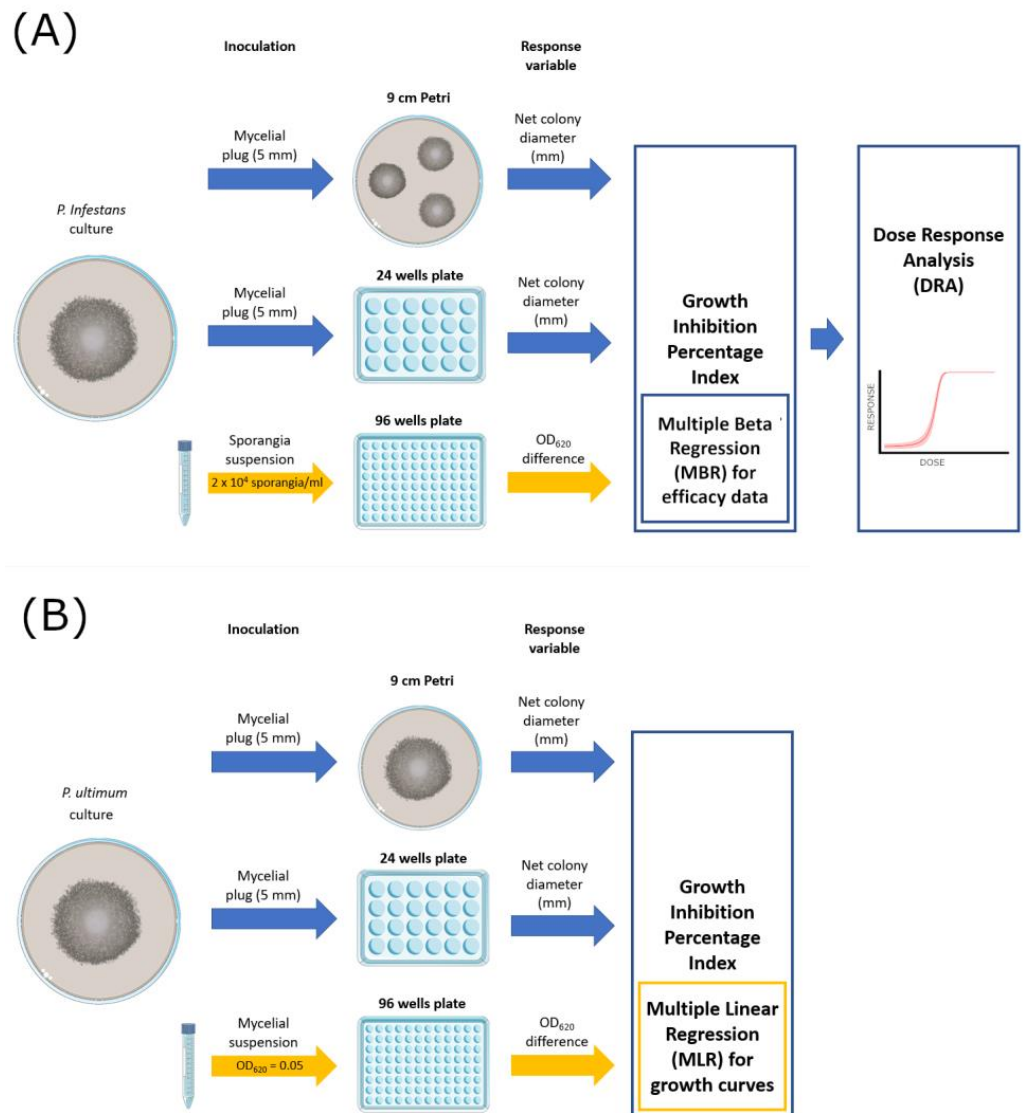 (A)
Inoculation
Response
variable
9 cm Petri
Mycelial
plug (5 mm)
Net colony
diameter
(mm)
P. Infestans
culture
24 wells plate
Mycelial
plug (5 mm)
Net colony
diameter
(mm)
96 wells plate
Sporangia
suspension
2 x 10⁴ sporangia/ml
OD₆₂₀
difference
Growth
Inhibition
Percentage
Index
Multiple Beta
Regression
(MBR) for
efficacy data
Dose Response
Analysis
(DRA)
RESPONSE
DOSE
(B)
Inoculation
Response
variable
9 cm Petri
Mycelial
plug (5 mm)
Net colony
diameter
(mm)
P. ultimum
culture
24 wells plate
Mycelial
plug (5 mm)
Net colony
diameter
(mm)
96 wells plate
Mycelial
suspension
OD₆₂₀ = 0.05
OD₆₂₀
difference
Growth
Inhibition
Percentage
Index
Multiple Linear
Regression
(MLR) for
growth curves